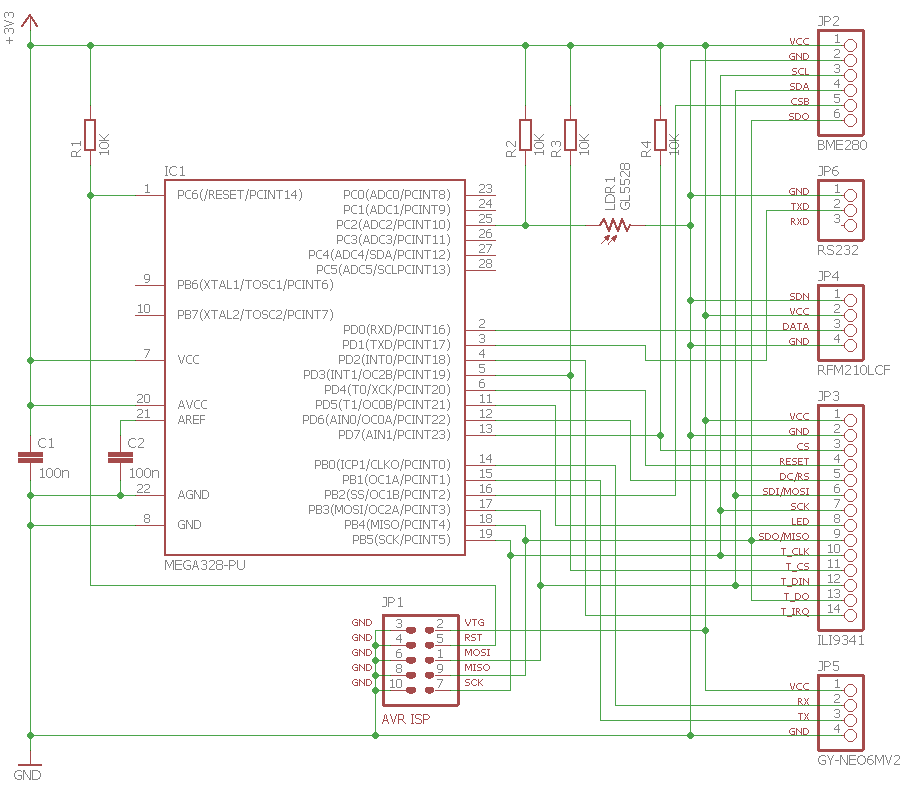 +3V3
R1
10K
R2
10K
R3
10K
R4
10K
LDR1
GL5528
IC1
1 PC6(/RESET/PCINT14)
9 PB6(XTAL1/TOSC1/PCINT6)
10 PB7(XTAL2/TOSC2/PCINT7)
7 VCC
20 AVCC
21 AREF
22 AGND
8 GND
PC0(ADC0/PCINT8) 23
PC1(ADC1/PCINT9) 24
PC2(ADC2/PCINT10) 25
PC3(ADC3/PCINT11) 26
PC4(ADC4/SDA/PCINT12) 27
PC5(ADC5/SCLPCINT13) 28
PD0(RXD/PCINT16) 2
PD1(TXD/PCINT17) 3
PD2(INT0/PCINT18) 4
PD3(INT1/OC2B/PCINT19) 5
PD4(T0/XCK/PCINT20) 6
PD5(T1/OC0B/PCINT21) 11
PD6(AIN0/OC0A/PCINT22) 12
PD7(AIN1/PCINT23) 13
PB0(ICP1/CLKO/PCINT0) 14
PB1(OC1A/PCINT1) 15
PB2(SS/OC1B/PCINT2) 16
PB3(MOSI/OC2A/PCINT3) 17
PB4(MISO/PCINT4) 18
PB5(SCK/PCINT5) 19
MEGA328-PU
C1
100n
C2
100n
GND
JP1
GND 3 2 VTG
GND 4 5 RST
GND 6 1 MOSI
GND 8 9 MISO
GND 10 7 SCK
AVR ISP
JP2
VCC 1
GND 2
SCL 3
SDA 4
CSB 5
SDO 6
BME280
JP6
GND 1
TXD 2
RXD 3
RS232
JP4
SDN 1
VCC 2
DATA 3
GND 4
RFM210LCF
JP3
VCC 1
GND 2
CS 3
RESET 4
DC/RS 5
SDI/MOSI 6
SCK 7
LED 8
SDO/MISO 9
T_CLK 10
T_CS 11
T_DIN 12
T_DO 13
T_IRQ 14
ILI9341
JP5
VCC 1
RX 2
TX 3
GND 4
GY-NEO6MV2